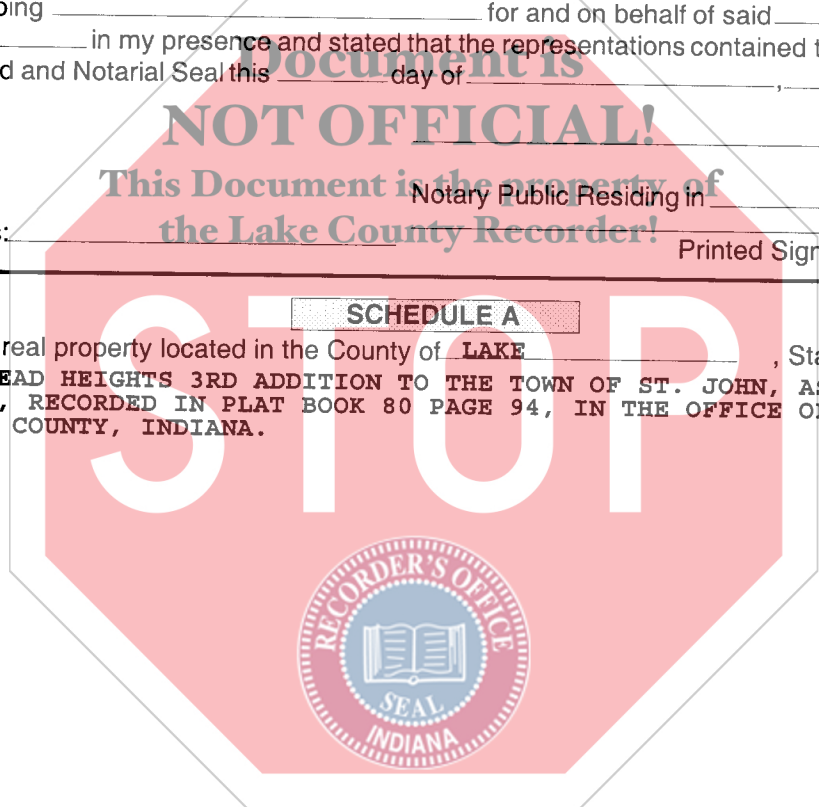 oing for and on behalf of said
in my presence and stated that the representations contained t
Document is
d and Notarial Seal this day of ,
NOT OFFICIAL!
This Document is the property of
Notary Public Residing in
the Lake County Recorder!
: Printed Sign
SCHEDULE A
real property located in the County of LAKE , Sta
EAD HEIGHTS 3RD ADDITION TO THE TOWN OF ST. JOHN, AS
, RECORDED IN PLAT BOOK 80 PAGE 94, IN THE OFFICE OF
COUNTY, INDIANA.
STOP
RECORDER'S OFFICE
SEAL
INDIANA